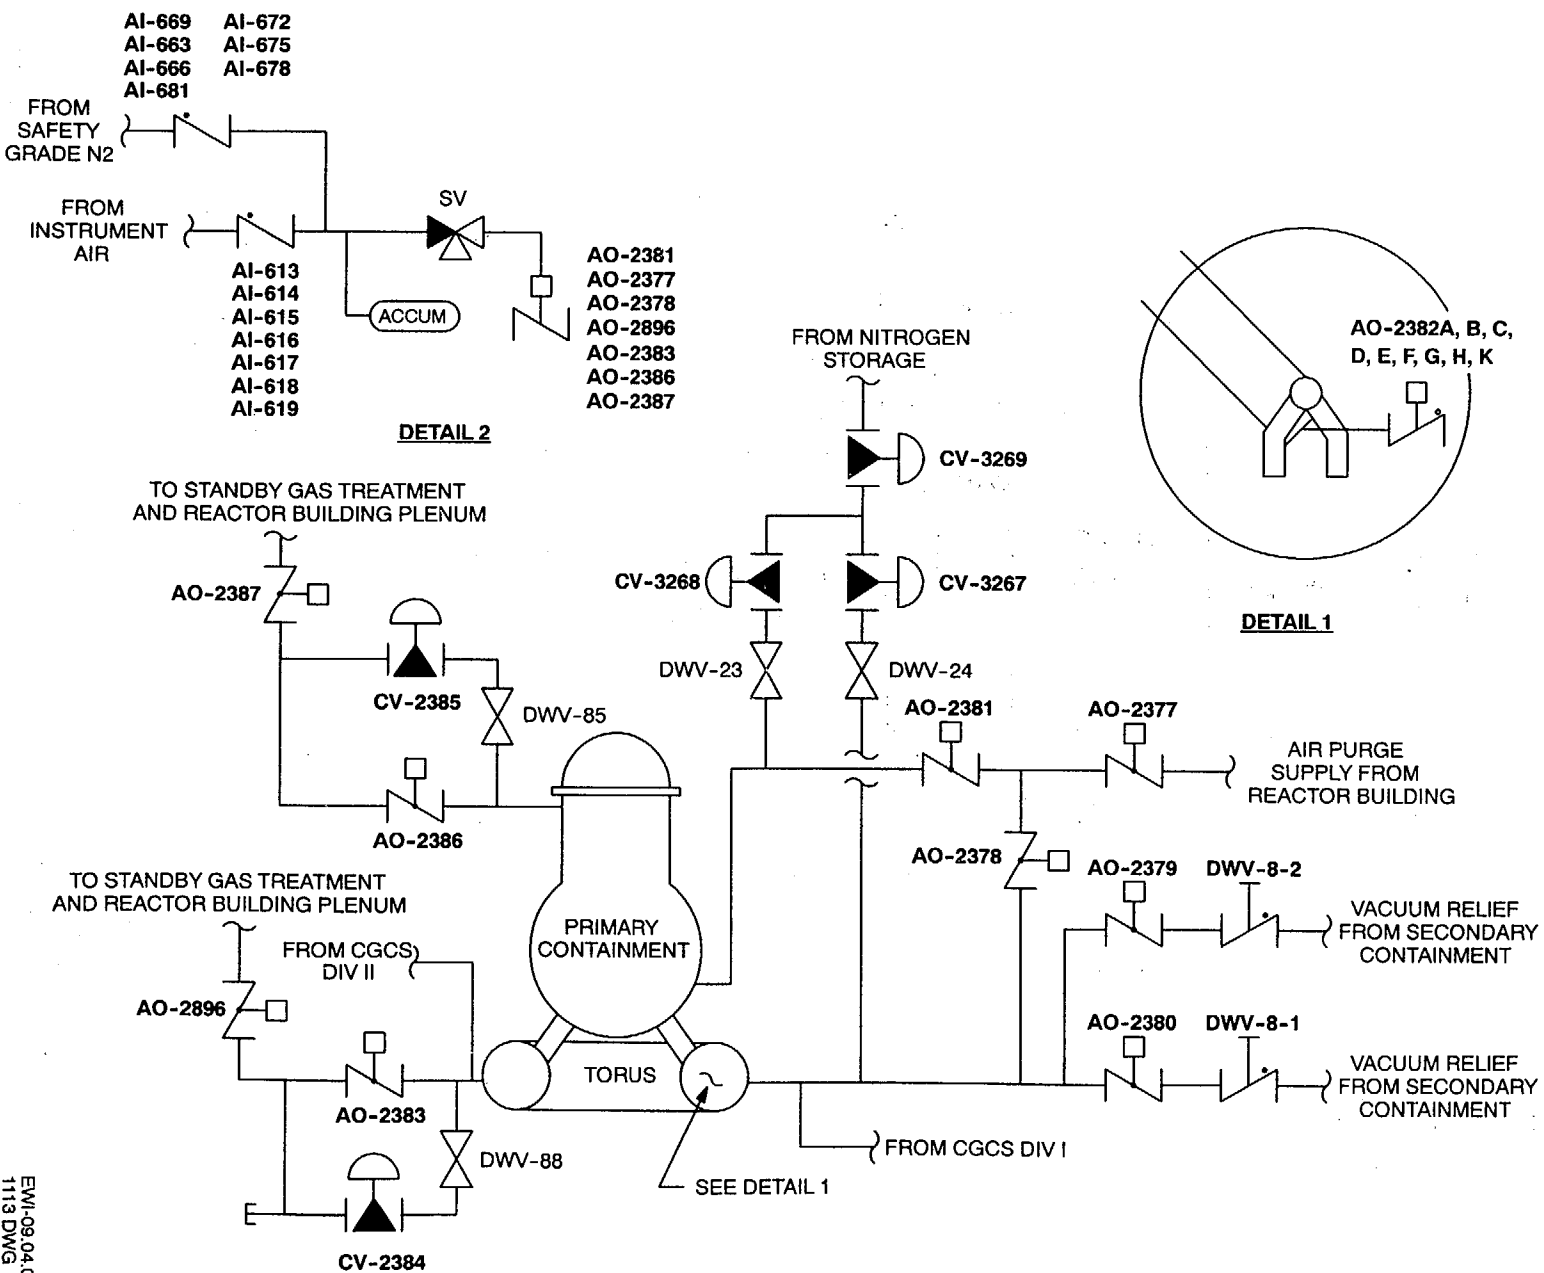 AI-669 AI-672
AI-663 AI-675
AI-666 AI-678
AI-681
FROM
SAFETY
GRADE N2
FROM
INSTRUMENT
AIR
SV
AI-613
AI-614
AI-615
AI-616
AI-617
AI-618
AI-619
ACCUM
AO-2381
AO-2377
AO-2378
AO-2896
AO-2383
AO-2386
AO-2387
DETAIL 2
AO-2382A, B, C,
D, E, F, G, H, K
DETAIL 1
FROM NITROGEN
STORAGE
CV-3269
CV-3268
CV-3267
DWV-23
DWV-24
TO STANDBY GAS TREATMENT
AND REACTOR BUILDING PLENUM
AO-2387
CV-2385
DWV-85
AO-2386
AO-2381
AO-2377
AIR PURGE
SUPPLY FROM
REACTOR BUILDING
AO-2378
AO-2379
DWV-8-2
VACUUM RELIEF
FROM SECONDARY
CONTAINMENT
AO-2380
DWV-8-1
VACUUM RELIEF
FROM SECONDARY
CONTAINMENT
TO STANDBY GAS TREATMENT
AND REACTOR BUILDING PLENUM
FROM CGCS
DIV II
PRIMARY
CONTAINMENT
AO-2896
AO-2383
TORUS
DWV-88
FROM CGCS DIV I
SEE DETAIL 1
CV-2384
EWI-09.04.0
1113 DWG